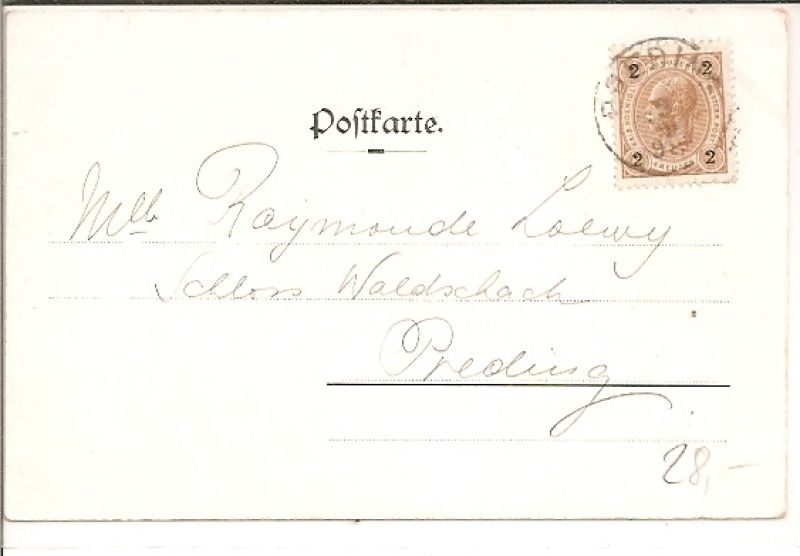 2 2
2 2
Postkarte.
Mlle Raymonde Loewy
Schloss Waldschach
Preding
28,-